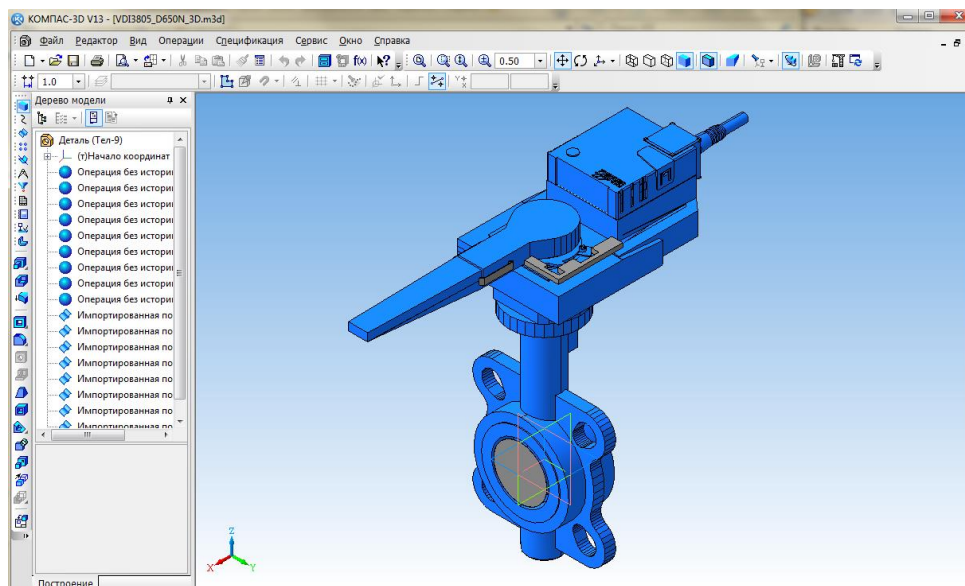 КОМПАС-3D V13 - [VDI3805_D650N_3D.m3d]
Файл Редактор Вид Операции Спецификация Сервис Окно Справка
0.50
1.0
Дерево модели
Деталь (Тел-9)
(т)Начало координат
Операция без истори
Операция без истори
Операция без истори
Операция без истори
Операция без истори
Операция без истори
Операция без истори
Операция без истори
Операция без истори
Импортированная по
Импортированная по
Импортированная по
Импортированная по
Импортированная по
Импортированная по
Импортированная по
Импортированная по
Z
X
Y
Построение